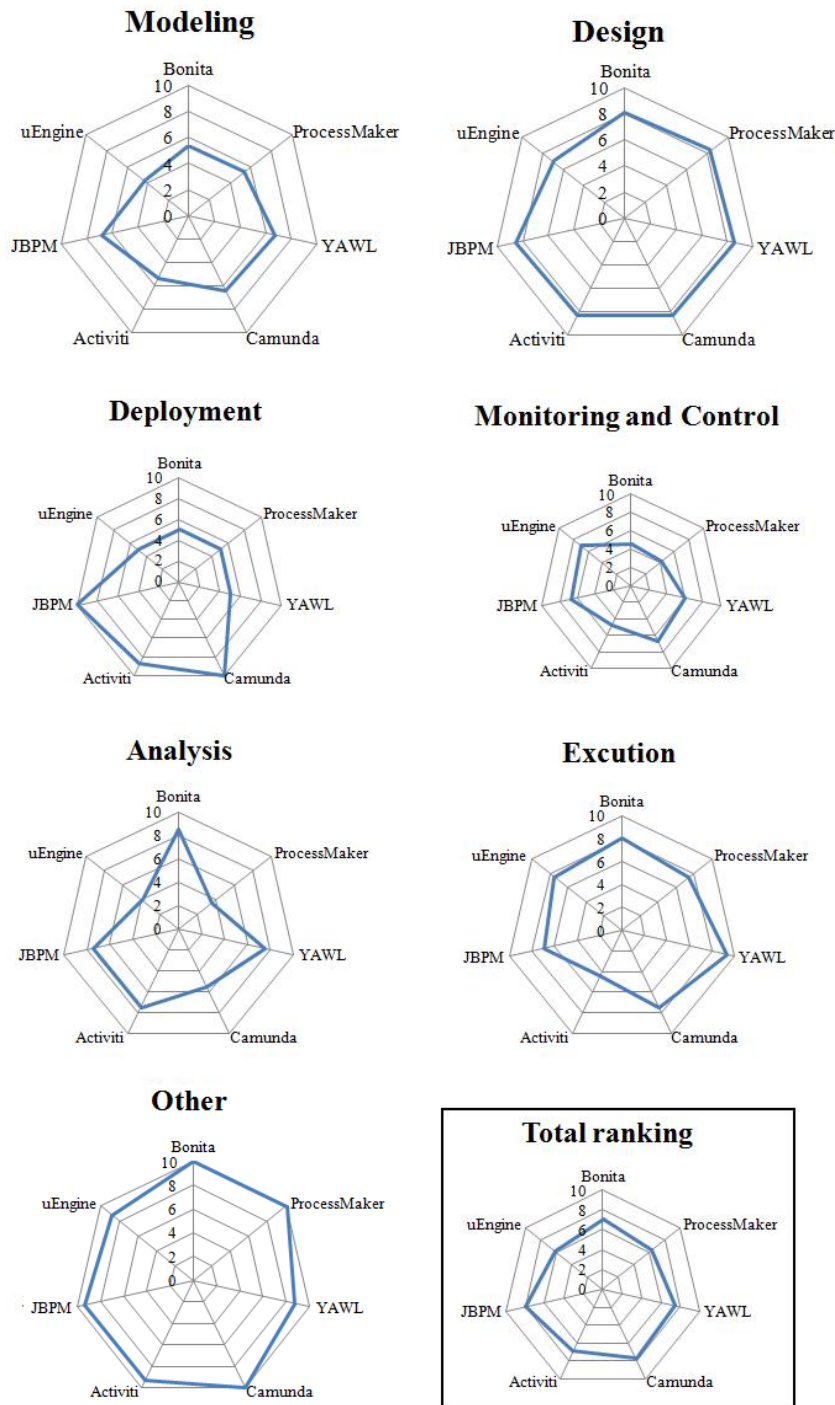 Modeling
Bonita
10
8
6
4
2
0
ProcessMaker
YAWL
Camunda
Activiti
JBPM
uEngine
Design
Bonita
10
8
6
4
2
0
ProcessMaker
YAWL
Camunda
Activiti
JBPM
uEngine
Deployment
Bonita
10
8
6
4
2
0
ProcessMaker
YAWL
Camunda
Activiti
JBPM
uEngine
Monitoring and Control
Bonita
10
8
6
4
2
0
ProcessMaker
YAWL
Camunda
Activiti
JBPM
uEngine
Analysis
Bonita
10
8
6
4
2
0
ProcessMaker
YAWL
Camunda
Activiti
JBPM
uEngine
Excution
Bonita
10
8
6
4
2
0
ProcessMaker
YAWL
Camunda
Activiti
JBPM
uEngine
Other
Bonita
10
8
6
4
2
0
ProcessMaker
YAWL
Camunda
Activiti
JBPM
uEngine
Total ranking
Bonita
10
8
6
4
2
0
ProcessMaker
YAWL
Camunda
Activiti
JBPM
uEngine